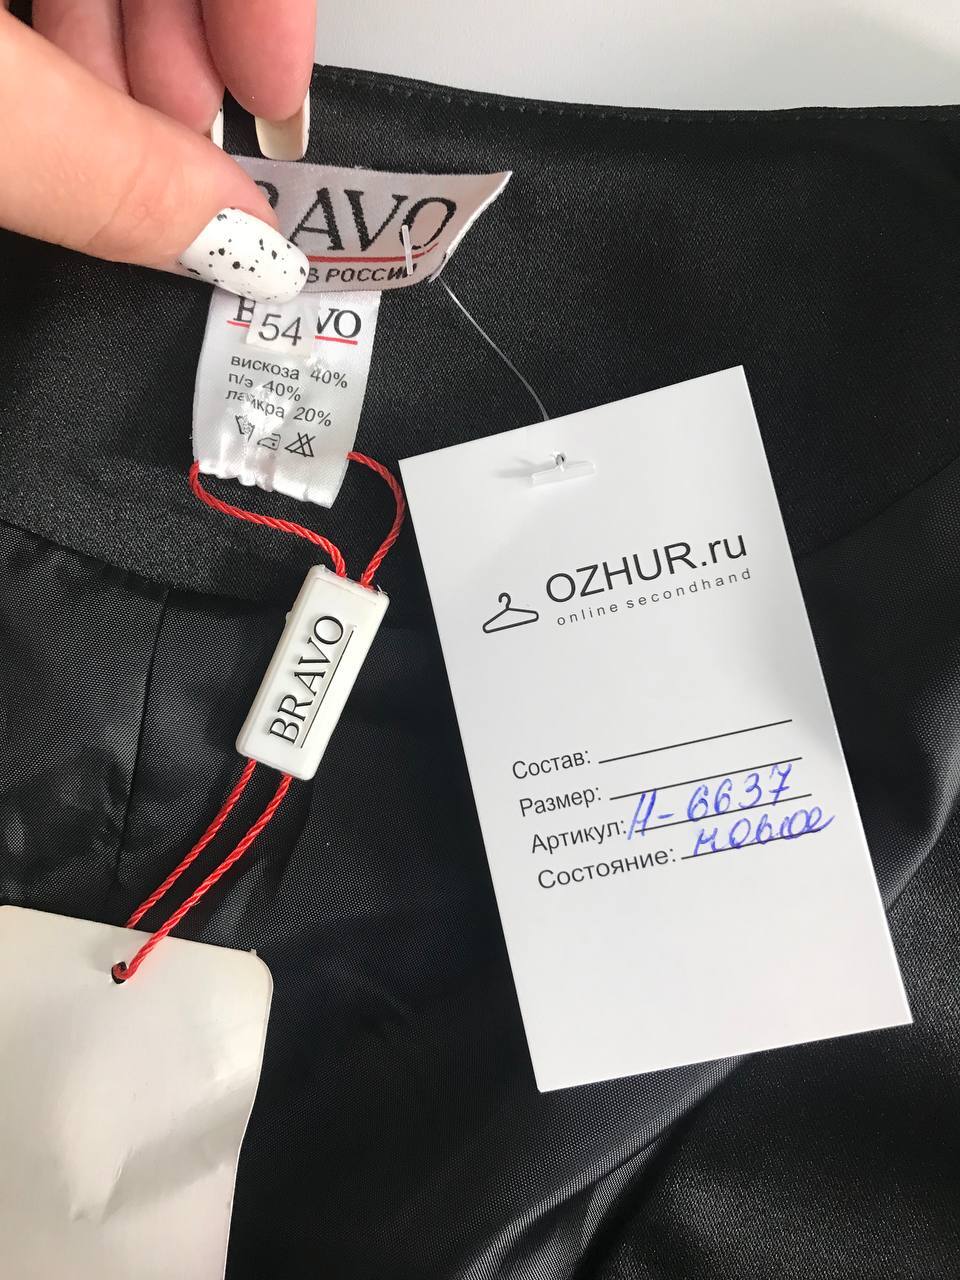 BRAVO
В РОССИИ
54
вискоза 40%
п/э 40%
лайкра 20%
BRAVO
OZHUR.ru
online secondhand
Состав:
Размер:
Артикул: H-6637
Состояние: новое